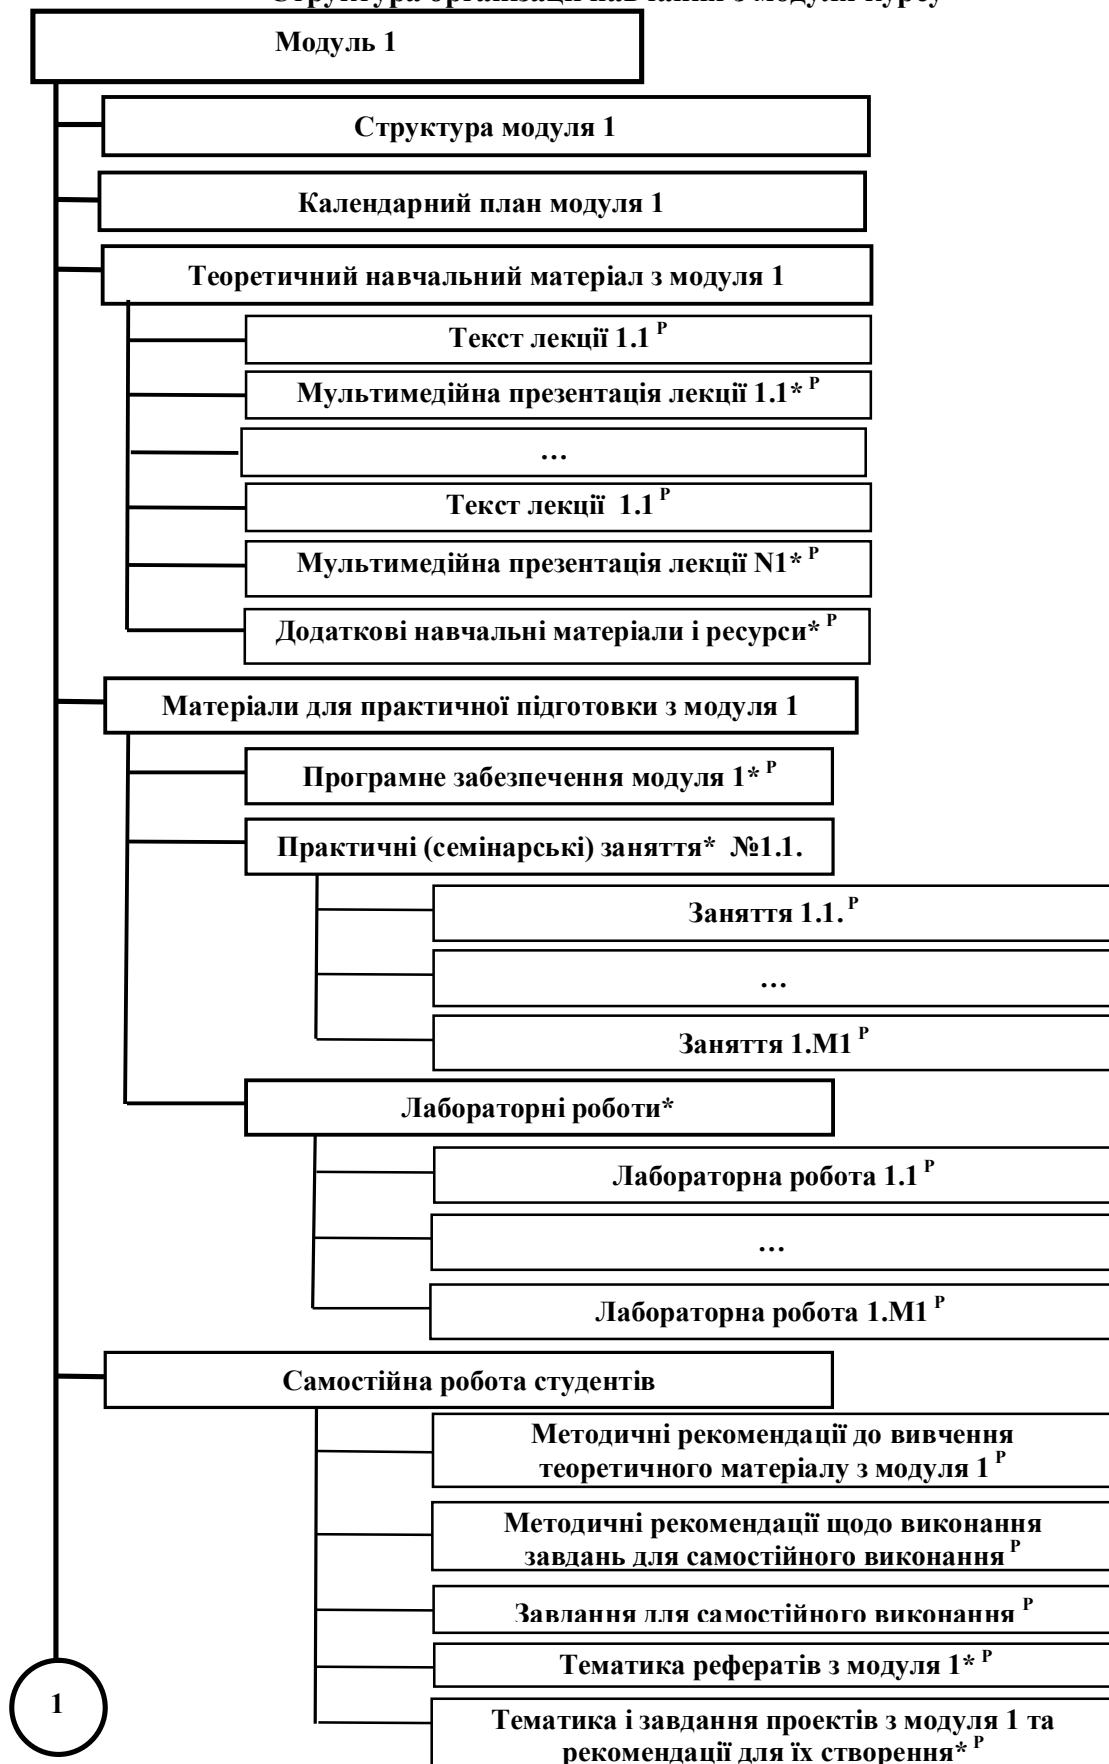 Структура організації навчання з модуля курсу
Модуль 1
Структура модуля 1
Календарний план модуля 1
Теоретичний навчальний матеріал з модуля 1
Текст лекції 1.1 Р
Мультимедійна презентація лекції 1.1* Р
…
Текст лекції 1.1 Р
Мультимедійна презентація лекції N1* Р
Додаткові навчальні матеріали і ресурси* Р
Матеріали для практичної підготовки з модуля 1
Програмне забезпечення модуля 1* Р
Практичні (семінарські) заняття* №1.1.
Заняття 1.1. Р
…
Заняття 1.М1 Р
Лабораторні роботи*
Лабораторна робота 1.1 Р
…
Лабораторна робота 1.М1 Р
Самостійна робота студентів
Методичні рекомендації до вивчення
теоретичного матеріалу з модуля 1 Р
Методичні рекомендації щодо виконання
завдань для самостійного виконання Р
Завдання для самостійного виконання Р
Тематика рефератів з модуля 1* Р
1
Тематика і завдання проектів з модуля 1 та
рекомендації для їх створення* Р